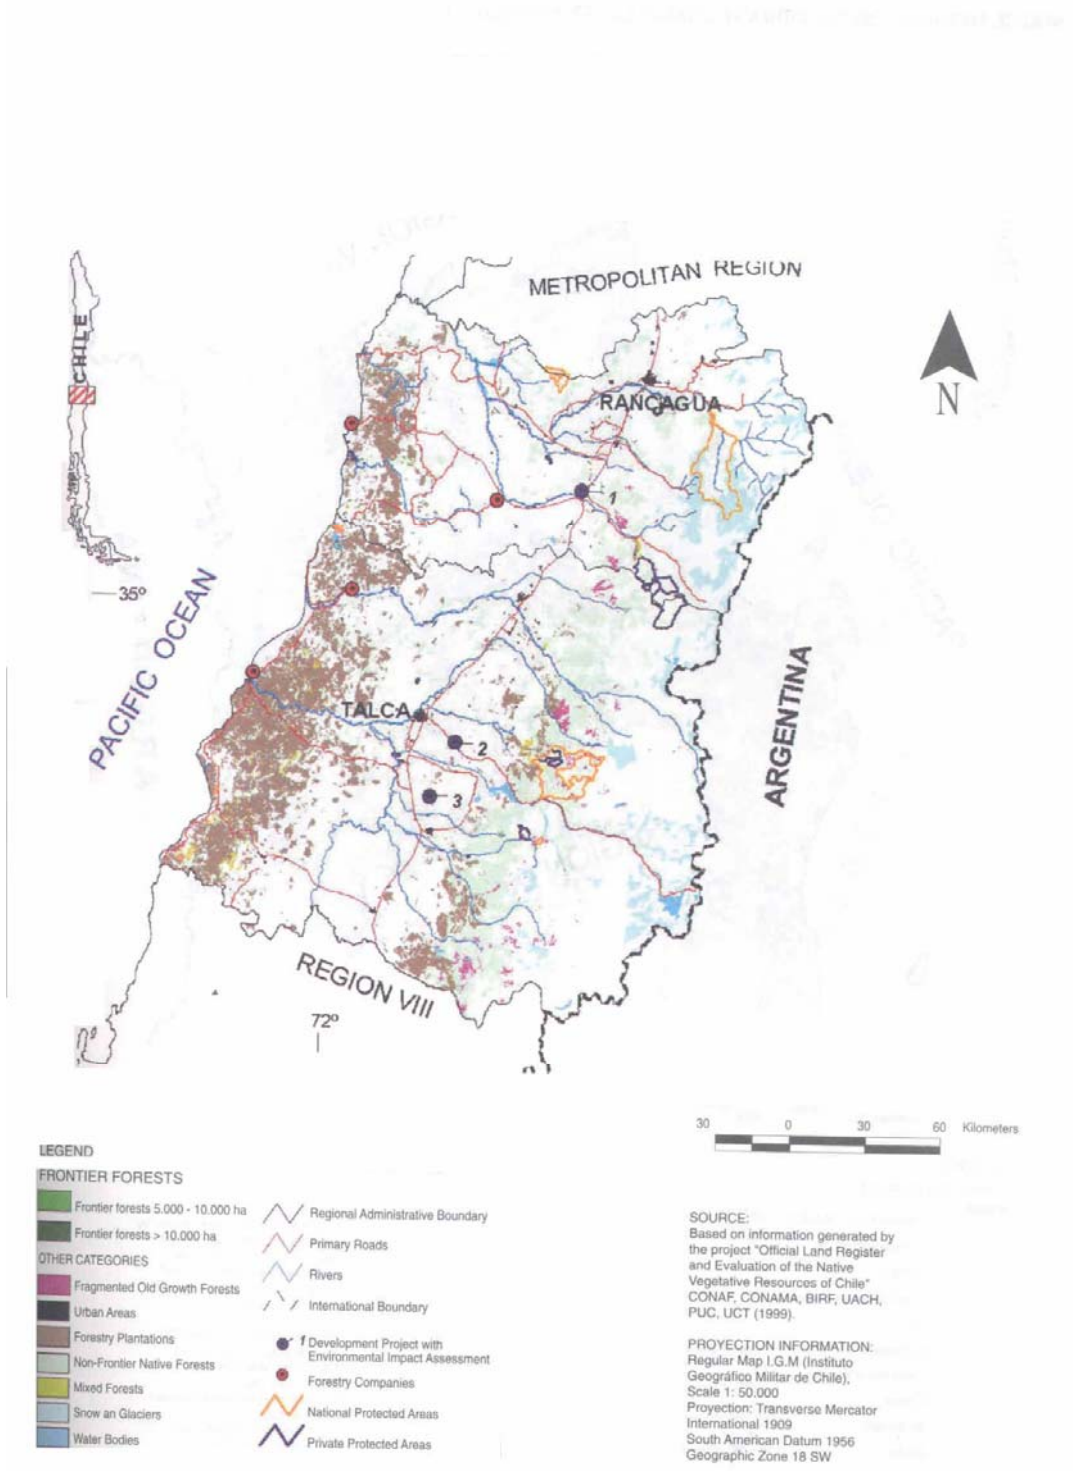 METROPOLITAN REGION
CHILE
RANCAGUA
N
1
35º
PACIFIC OCEAN
TALCA
2
3
ARGENTINA
REGION VIII
72º
30 0 30 60 Kilometers
LEGEND
FRONTIER FORESTS
Frontier forests 5.000 - 10.000 ha
Frontier forests > 10.000 ha
OTHER CATEGORIES
Fragmented Old Growth Forests
Urban Areas
Forestry Plantations
Non-Frontier Native Forests
Mixed Forests
Snow an Glaciers
Water Bodies
Regional Administrative Boundary
Primary Roads
Rivers
International Boundary
1 Development Project with
Environmental Impact Assessment
Forestry Companies
National Protected Areas
Private Protected Areas
SOURCE:
Based on information generated by
the project "Official Land Register
and Evaluation of the Native
Vegetative Resources of Chile"
CONAF, CONAMA, BIRF, UACH,
PUC, UCT (1999).
PROYECTION INFORMATION:
Regular Map I.G.M (Instituto
Geográfico Militar de Chile),
Scale 1: 50.000
Proyection: Transverse Mercator
International 1909
South American Datum 1956
Geographic Zone 18 SW